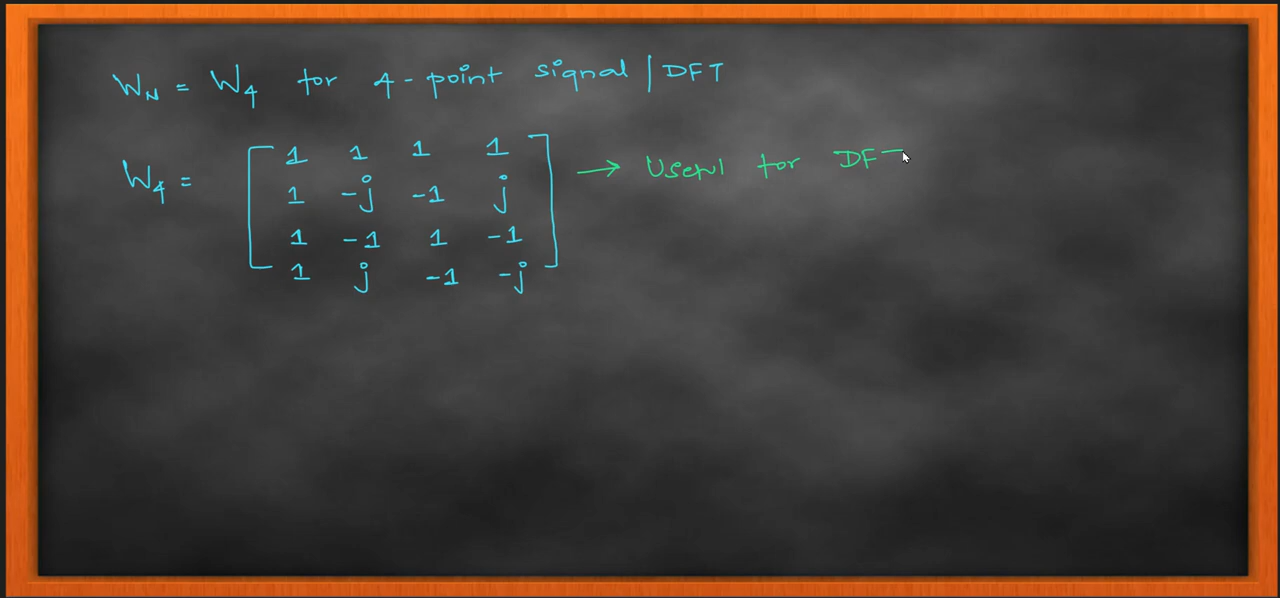 W_N = W_4 for 4-point signal | DFT
W_4 = [ 1 1 1 1 → Useful for DFT
1 -j -1 j
1 -1 1 -1
1 j -1 -j ]